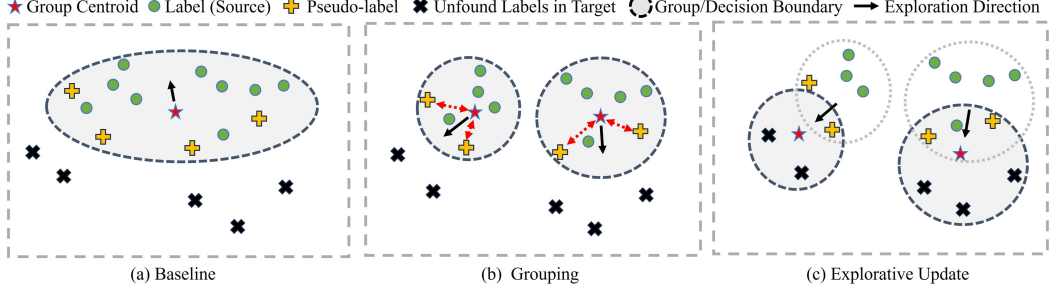 Group Centroid Label (Source) Pseudo-label Unfound Labels in Target Group/Decision Boundary Exploration Direction
(a) Baseline (b) Grouping (c) Explorative Update